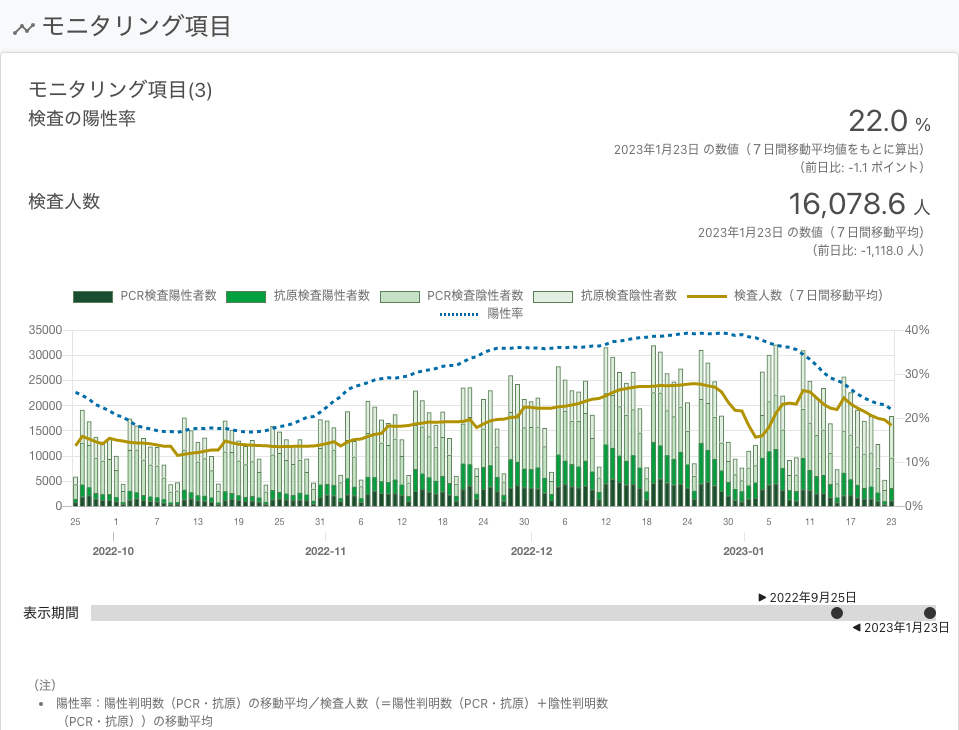 モニタリング項目
モニタリング項目(3)
検査の陽性率
22.0 %
2023年1月23日 の数値（７日間移動平均値をもとに算出）
（前日比: -1.1 ポイント）
検査人数
16,078.6 人
2023年1月23日 の数値（７日間移動平均）
（前日比: -1,118.0 人）
PCR検査陽性者数 抗原検査陽性者数 PCR検査陰性者数 抗原検査陰性者数 検査人数（７日間移動平均）
陽性率
35000 40%
30000
25000 30%
20000
15000 20%
10000 10%
5000
0 0%
25 1 7 13 19 25 31 6 12 18 24 30 6 12 18 24 30 5 11 17 23
2022-10 2022-11 2022-12 2023-01
▶ 2022年9月25日
表示期間
◀ 2023年1月23日
（注）
• 陽性率：陽性判明数（PCR・抗原）の移動平均／検査人数（＝陽性判明数（PCR・抗原）＋陰性判明数
（PCR・抗原））の移動平均